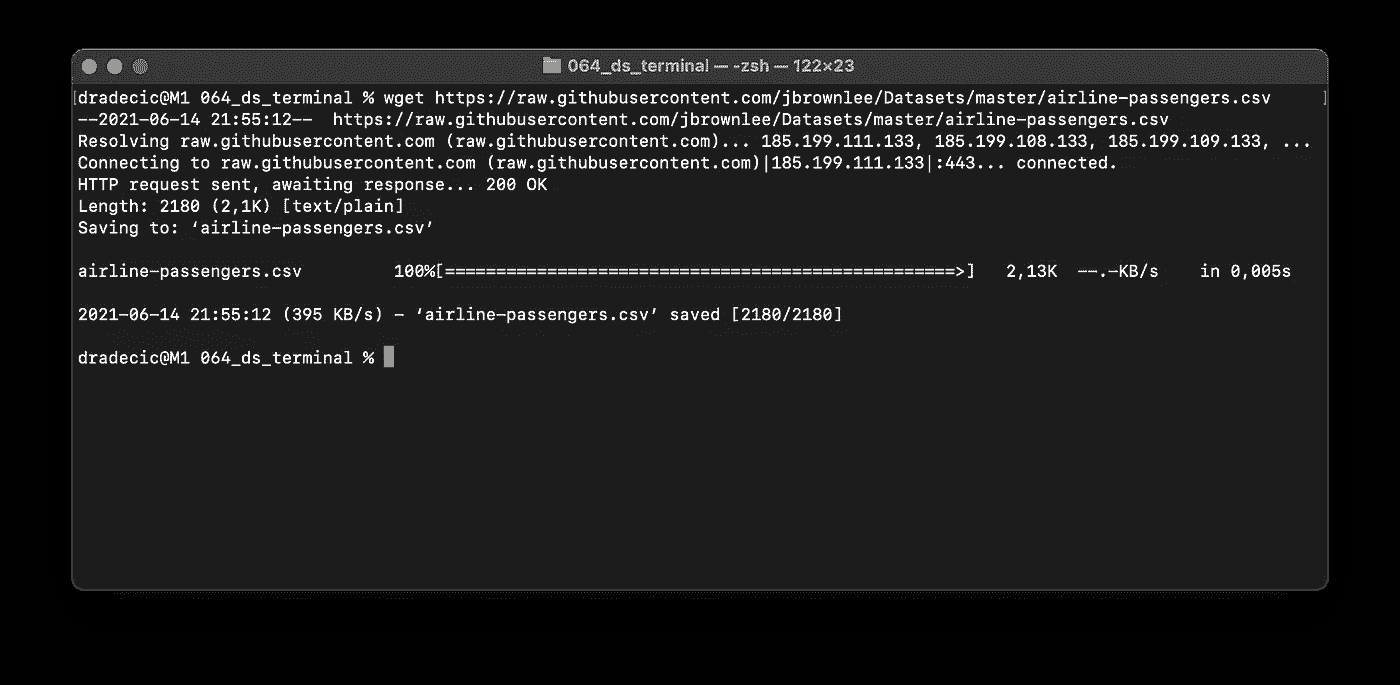 064_ds_terminal — -zsh — 122×23
[dradecic@M1 064_ds_terminal % wget https://raw.githubusercontent.com/jbrownlee/Datasets/master/airline-passengers.csv ]
--2021-06-14 21:55:12--  https://raw.githubusercontent.com/jbrownlee/Datasets/master/airline-passengers.csv
Resolving raw.githubusercontent.com (raw.githubusercontent.com)... 185.199.111.133, 185.199.108.133, 185.199.109.133, ...
Connecting to raw.githubusercontent.com (raw.githubusercontent.com)|185.199.111.133|:443... connected.
HTTP request sent, awaiting response... 200 OK
Length: 2180 (2,1K) [text/plain]
Saving to: ‘airline-passengers.csv’
airline-passengers.csv         100%[==================================================>]   2,13K  --.-KB/s    in 0,005s
2021-06-14 21:55:12 (395 KB/s) - ‘airline-passengers.csv’ saved [2180/2180]
dradecic@M1 064_ds_terminal %